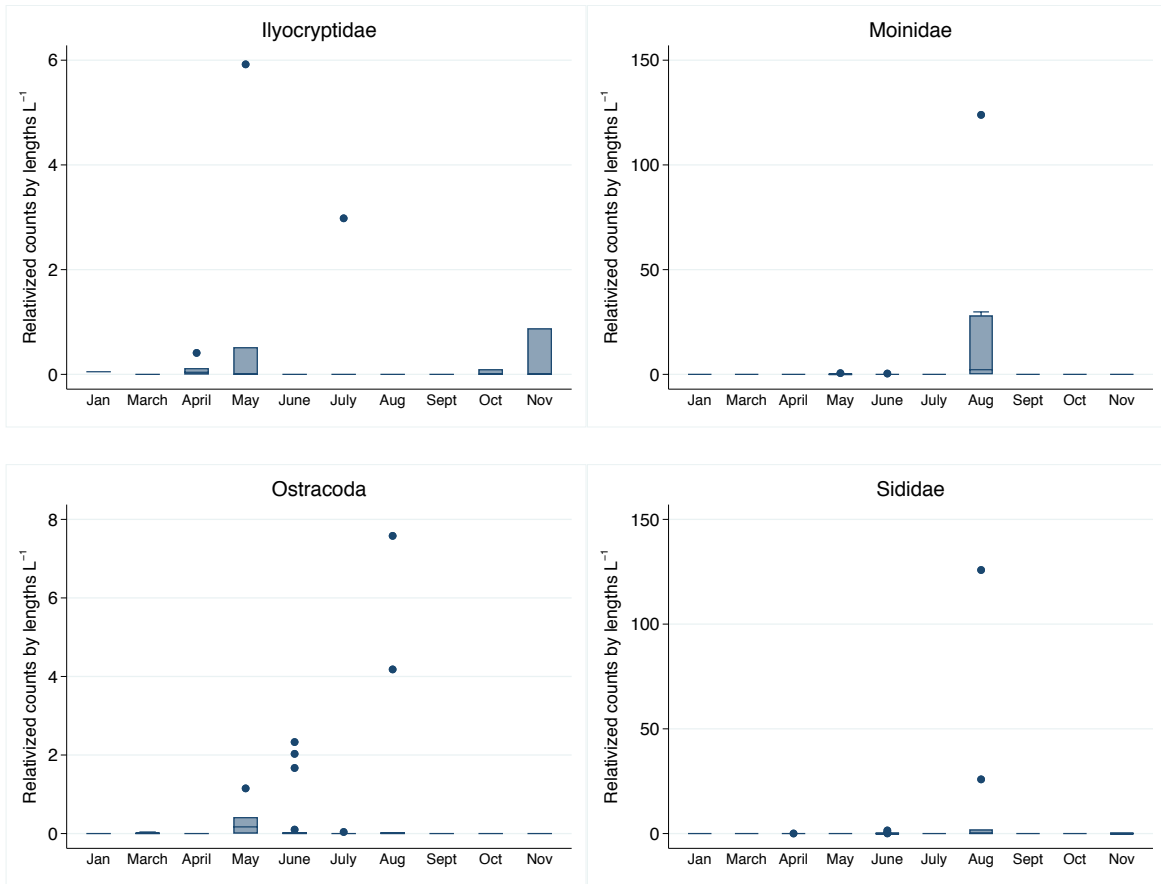 Ilyocryptidae
Relativized counts by lengths L⁻¹
6
4
2
0
Jan March April May June July Aug Sept Oct Nov
Moinidae
Relativized counts by lengths L⁻¹
150
100
50
0
Jan March April May June July Aug Sept Oct Nov
Ostracoda
Relativized counts by lengths L⁻¹
8
6
4
2
0
Jan March April May June July Aug Sept Oct Nov
Sididae
Relativized counts by lengths L⁻¹
150
100
50
0
Jan March April May June July Aug Sept Oct Nov